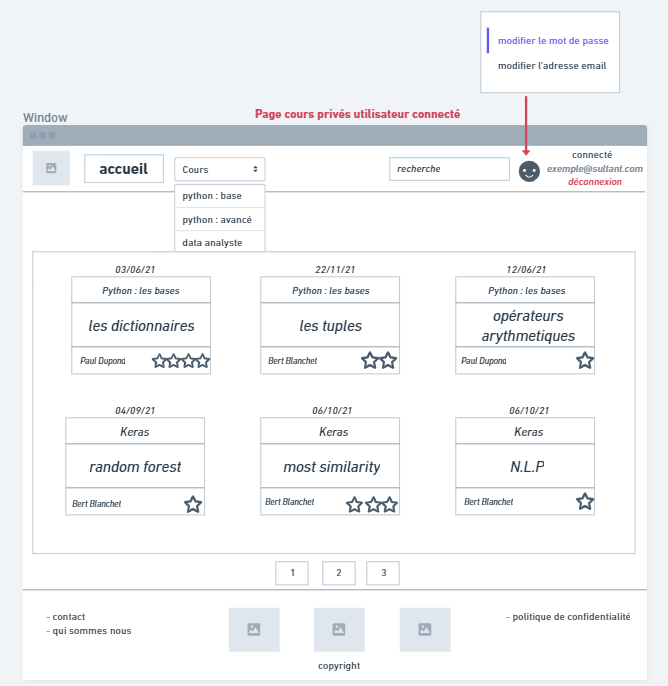 modifier le mot de passe
modifier l'adresse email
Window
Page cours privés utilisateur connecté
accueil
Cours
recherche
connecté
exemple@sultant.com
déconnexion
python : base
python : avancé
data analyste
03/06/21
22/11/21
12/06/21
Python : les bases
Python : les bases
Python : les bases
les dictionnaires
les tuples
opérateurs
arythmetiques
Paul Dupond
Bert Blanchet
Paul Dupond
04/09/21
06/10/21
06/10/21
Keras
Keras
Keras
random forest
most similarity
N.L.P
Bert Blanchet
Bert Blanchet
Bert Blanchet
1
2
3
- contact
- qui sommes nous
- politique de confidentialité
copyright